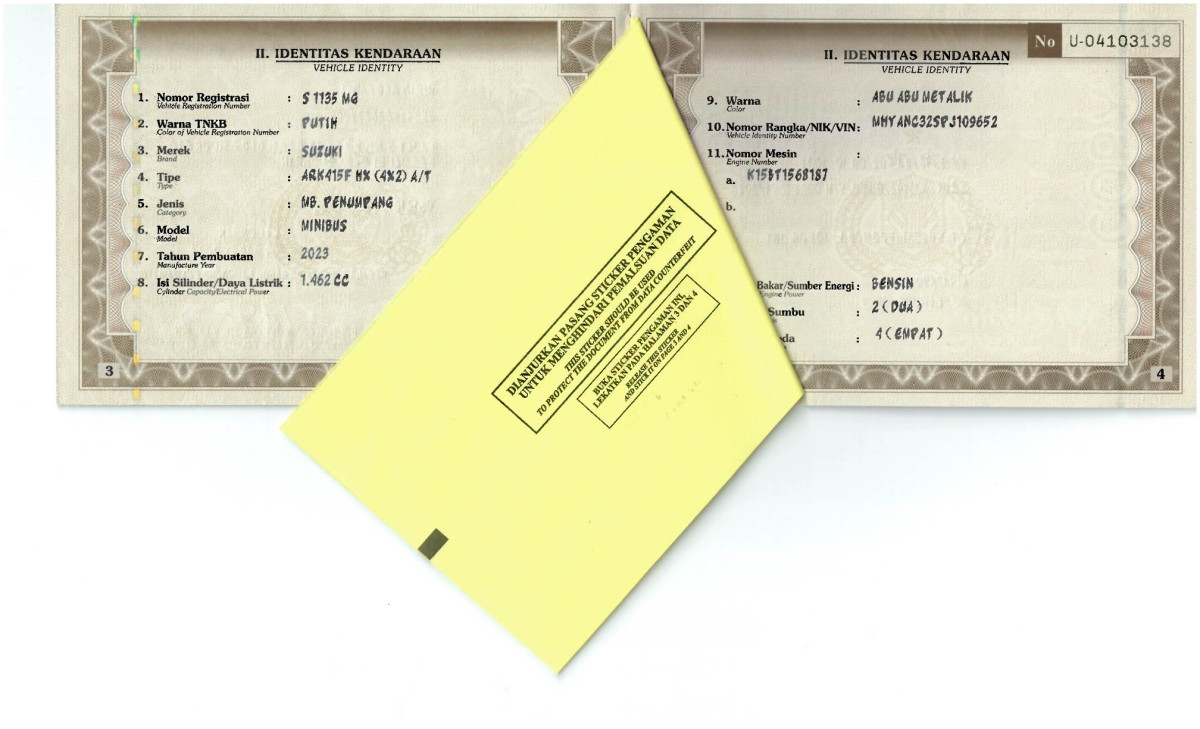 II. IDENTITAS KENDARAAN
VEHICLE IDENTITY
1. Nomor Registrasi : S 1135 MG
Vehicle Registration Number
2. Warna TNKB : PUTIH
Color of Vehicle Registration Number
3. Merek : SUZUKI
Brand
4. Tipe : ARK415F HX (4X2) A/T
Type
5. Jenis : MB. PENUMPANG
Category
6. Model : MINIBUS
Model
7. Tahun Pembuatan : 2023
Manufacture Year
8. Isi Silinder/Daya Listrik : 1.462 CC
Cylinder Capacity/Electrical Power
3
DIANJURKAN PASANG STICKER PENGAMAN
UNTUK MENGHINDARI PEMALSUAN DATA
THIS STICKER SHOULD BE USED
TO PROTECT THE DOCUMENT FROM DATA COUNTERFEIT
BUKA STICKER PENGAMAN INI,
LEKATKAN PADA HALAMAN 3 DAN 4
RELEASE THIS STICKER
AND STICK IT ON PAGE 3 AND 4
No U-04103138
II. IDENTITAS KENDARAAN
VEHICLE IDENTITY
9. Warna : ABU ABU METALIK
Color
10. Nomor Rangka/NIK/VIN: MHYANC32SPJ109652
Vehicle Identity Number
11. Nomor Mesin :
Engine Number
a. K15BT1568187
b.
Bakar/Sumber Energi : BENSIN
Engine Power
Sumbu : 2 (DUA)
: 4 (EMPAT)
4